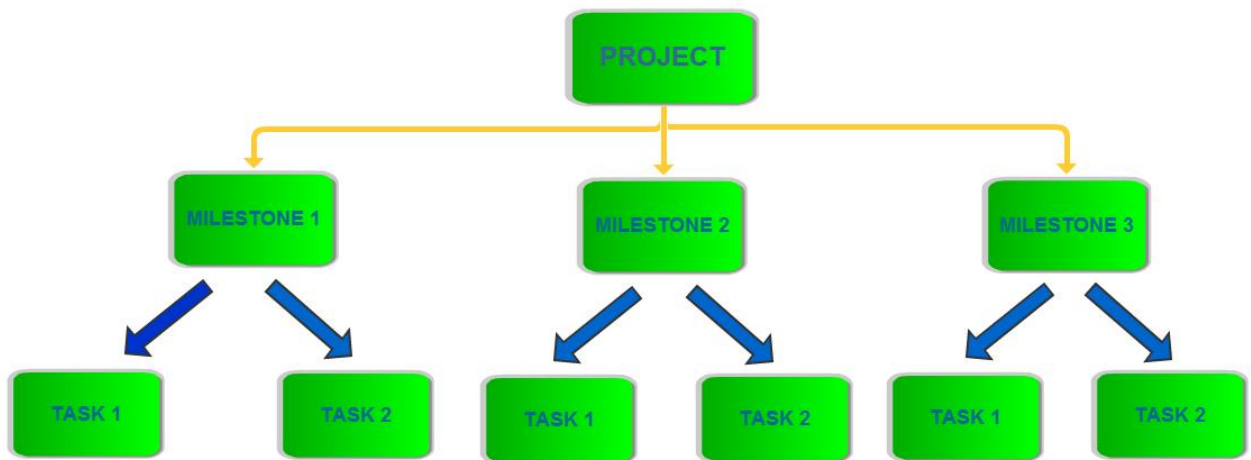 PROJECT
MILESTONE 1
MILESTONE 2
MILESTONE 3
TASK 1
TASK 2
TASK 1
TASK 2
TASK 1
TASK 2